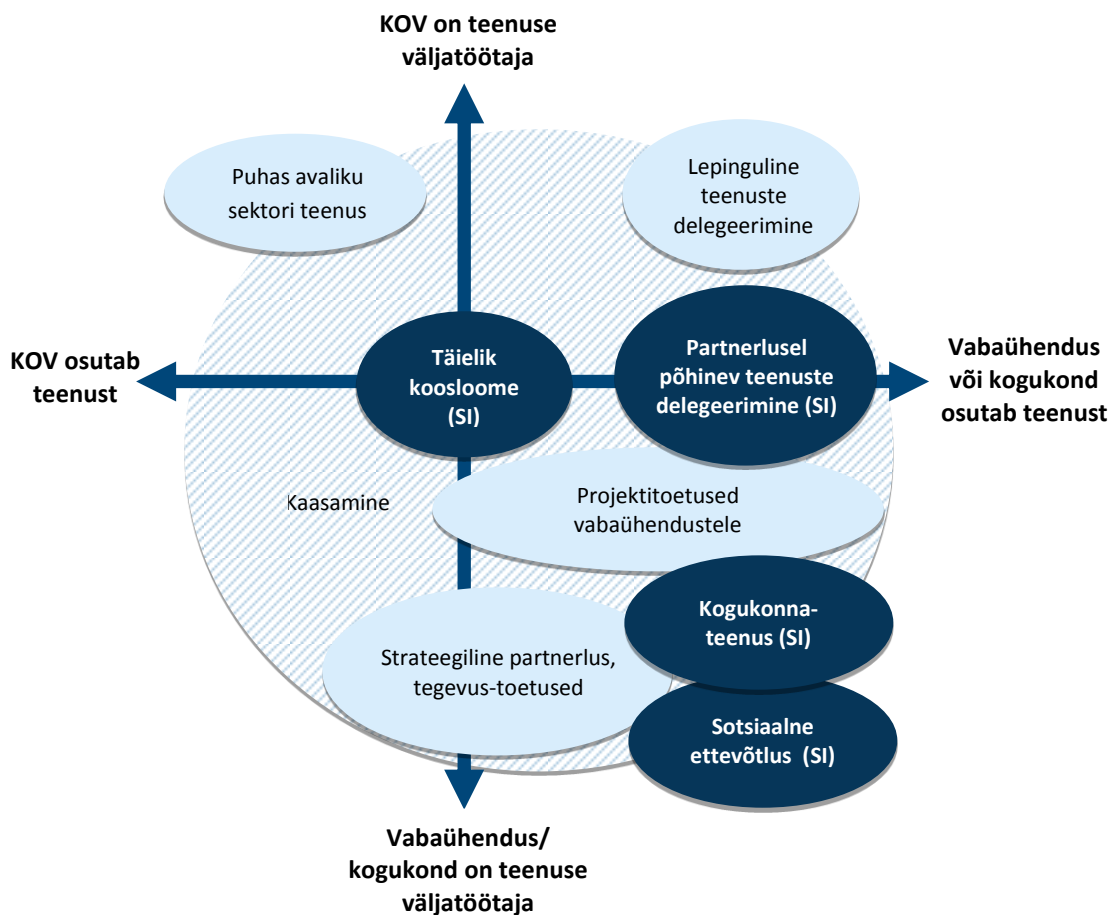 KOV on teenuse
väljatöötaja
Puhas avaliku
sektori teenus
Lepinguline
teenuste
delegeerimine
KOV osutab
teenust
Täielik
koosloome
(SI)
Partnerlusel
põhinev teenuste
delegeerimine (SI)
Vabaühendus
või kogukond
osutab teenust
Kaasamine
Projektitoetused
vabaühendustele
Kogukonna-
teenus (SI)
Strateegiline partnerlus,
tegevus-toetused
Sotsiaalne
ettevõtlus (SI)
Vabaühendus/
kogukond on teenuse
väljatöötaja